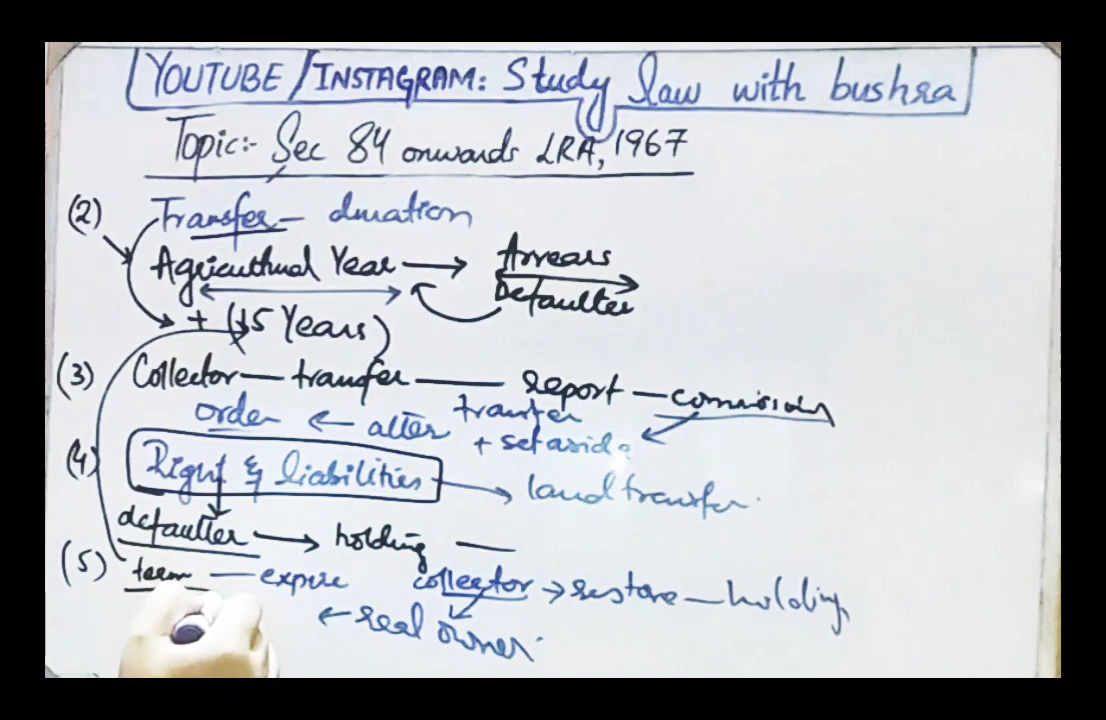 YOUTUBE/INSTAGRAM: Study law with bushra
Topic:- Sec 84 onwards LRA, 1967
(2) Transfer - duration
Agricultural Year → Arrears
Defaulter
+ (15 Years)
(3) Collector — transfer — report — commission
order ← alter transfer
+ set aside
(4) Right & liabilities → land transfer.
defaulter → holding —
(5) term — expire collector → restore — holding
← real owner.